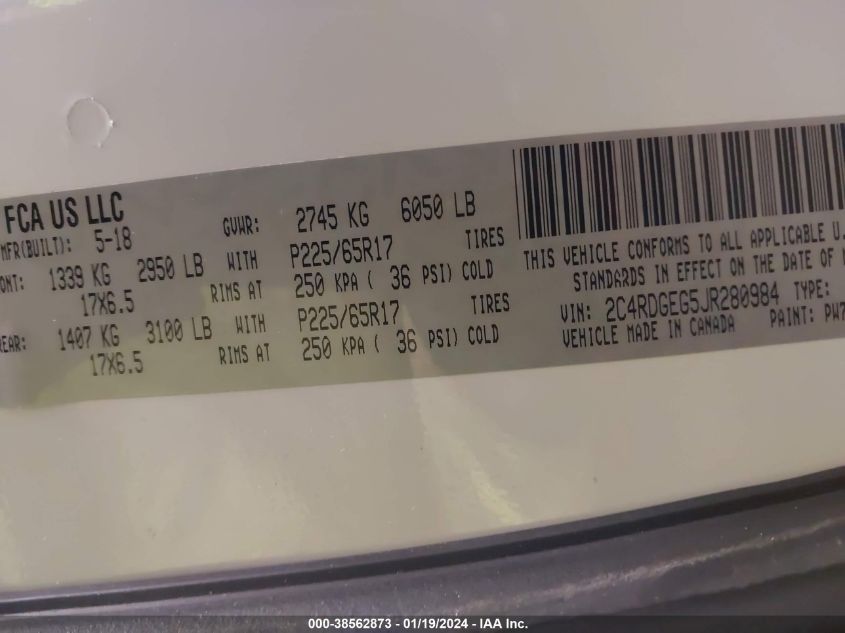 FCA US LLC
MFR(BUILT): 5-18 GVWR: 2745 KG 6050 LB
1339 KG 2950 LB WITH P225/65R17 TIRES
17X6.5 RIMS AT 250 KPA ( 36 PSI) COLD
1407 KG 3100 LB WITH P225/65R17 TIRES
17X6.5 RIMS AT 250 KPA ( 36 PSI) COLD
THIS VEHICLE CONFORMS TO ALL APPLICABLE U.
STANDARDS IN EFFECT ON THE DATE OF
VIN: 2C4RDGEG5JR280984 TYPE:
VEHICLE MADE IN CANADA PAINT: PW7
000-38562873 - 01/19/2024 - IAA Inc.